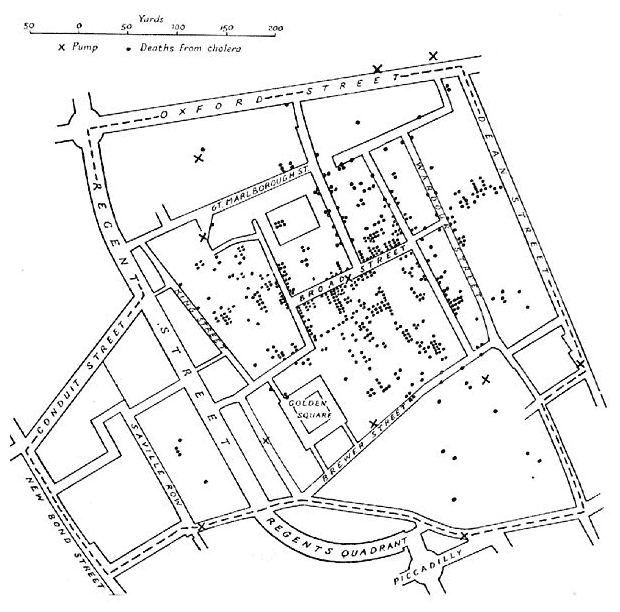 Yards
50 0 50 100 150 200
x Pump • Deaths from cholera
OXFORD STREET
DEAN STREET
REGENT STREET
GT. MARLBOROUGH ST.
WARDOUR STREET
BROAD STREET
KING STREET
CONDUIT STREET
GOLDEN
SQUARE
SAVILLE ROW
BREWER STREET
NEW BOND STREET
REGENTS QUADRANT
PICCADILLY